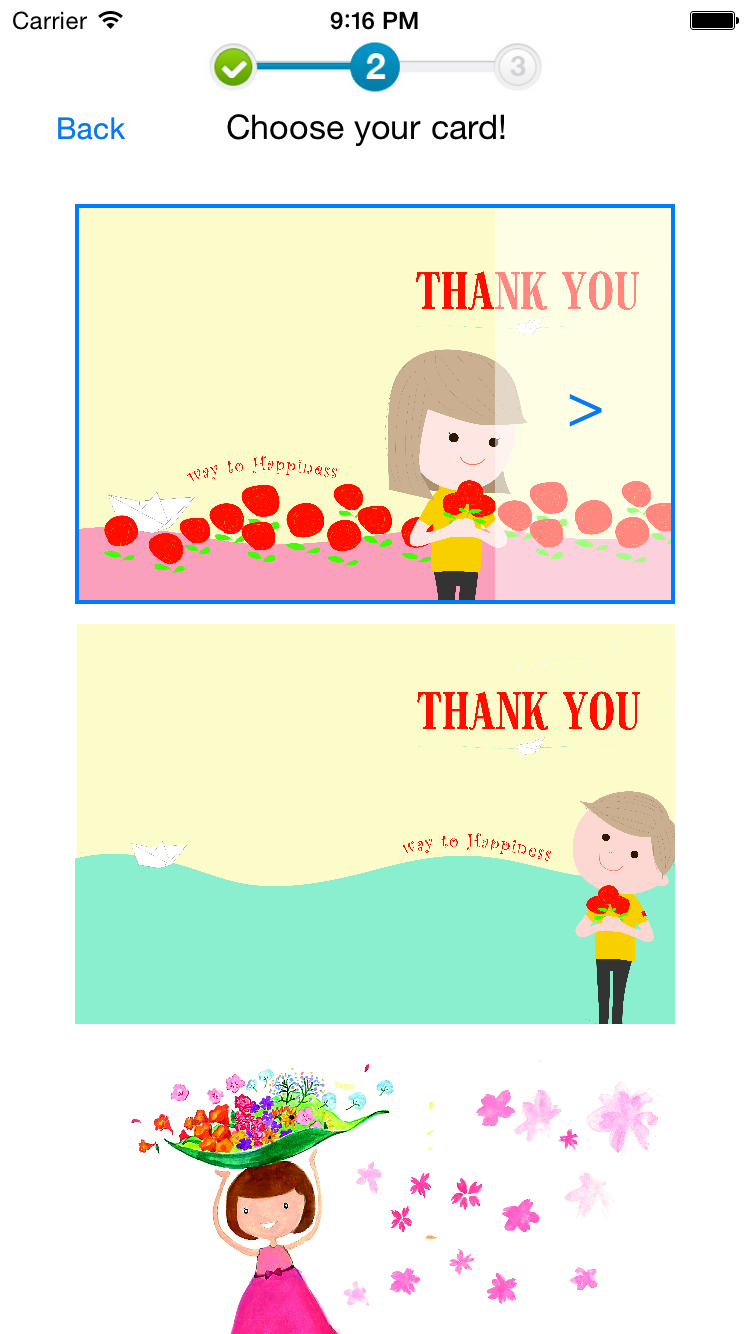 Carrier 9:16 PM
2 3
Back Choose your card!
THANK YOU
>
way to Happiness
THANK YOU
way to Happiness